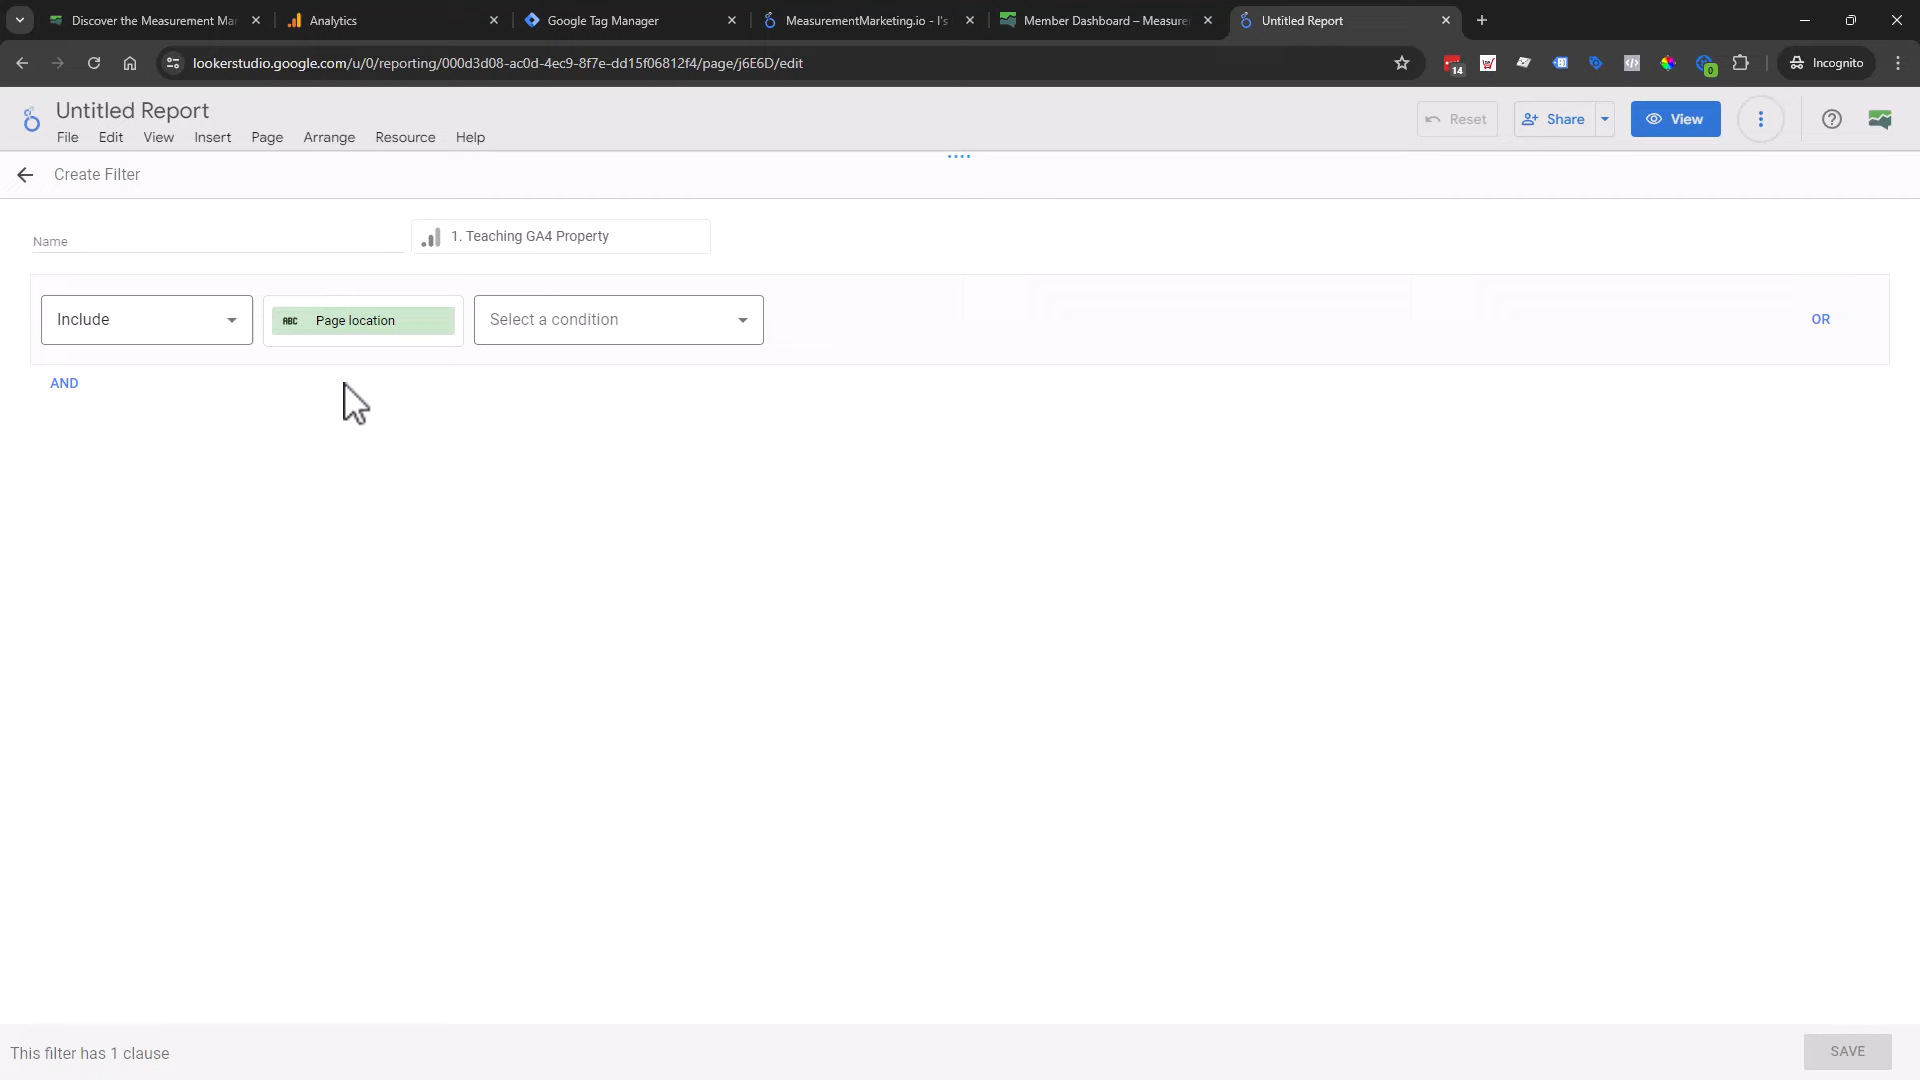 Discover the Measurement Mar
Analytics
Google Tag Manager
MeasurementMarketing.io - I's
Member Dashboard – Measure
Untitled Report
lookerstudio.google.com/u/0/reporting/000d3d08-ac0d-4ec9-8f7e-dd15f06812f4/page/j6E6D/edit
14
0
Incognito
Untitled Report
File Edit View Insert Page Arrange Resource Help
Reset
Share
View
Create Filter
Name
1. Teaching GA4 Property
Include
ABC Page location
Select a condition
OR
AND
This filter has 1 clause
SAVE